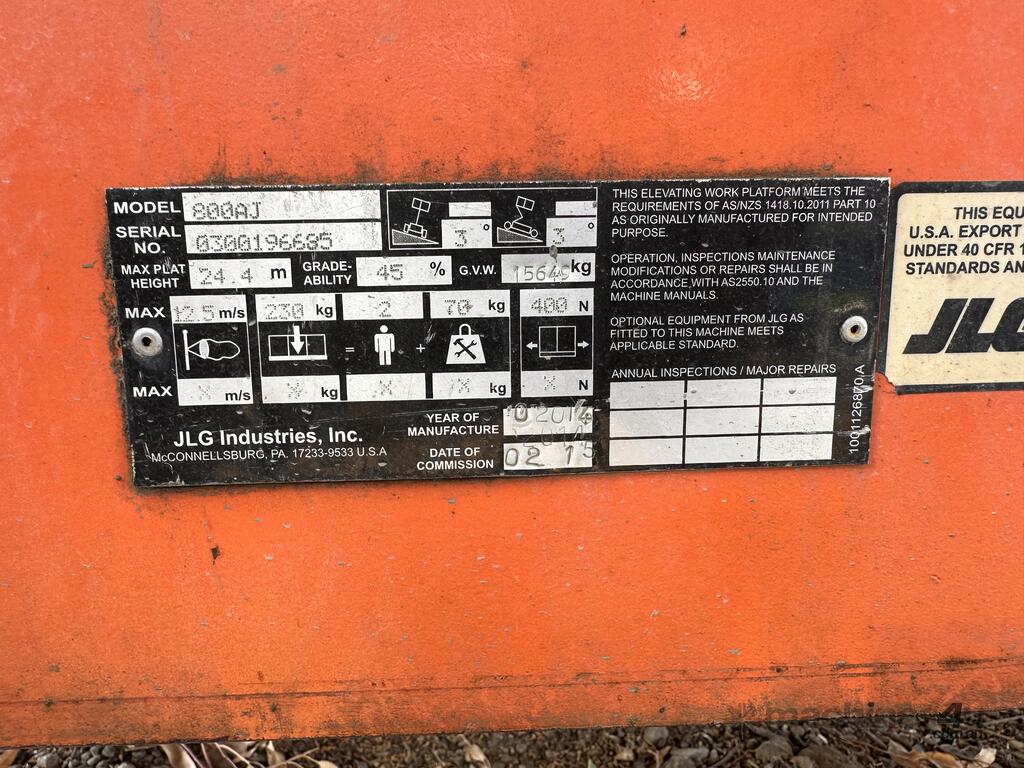 MODEL 800AJ
SERIAL NO. 0300196685
3° 3°
MAX PLAT HEIGHT 24.4 m GRADE-ABILITY 45 % G.V.W. kg
MAX 12.5 m/s 230 kg 2 70 kg 400 N
= +
MAX X m/s X kg X X kg X N
YEAR OF MANUFACTURE 2014
DATE OF COMMISSION 02 15
JLG Industries, Inc.
McCONNELLSBURG, PA. 17233-9533 U.S.A
THIS ELEVATING WORK PLATFORM MEETS THE
REQUIREMENTS OF AS/NZS 1418.10.2011 PART 10
AS ORIGINALLY MANUFACTURED FOR INTENDED
PURPOSE.
OPERATION, INSPECTIONS MAINTENANCE
MODIFICATIONS OR REPAIRS SHALL BE IN
ACCORDANCE WITH AS2550.10 AND THE
MACHINE MANUALS.
OPTIONAL EQUIPMENT FROM JLG AS
FITTED TO THIS MACHINE MEETS
APPLICABLE STANDARD.
ANNUAL INSPECTIONS / MAJOR REPAIRS
1001126870 A
THIS EQU
U.S.A. EXPORT
UNDER 40 CFR 1
STANDARDS AN
JLG